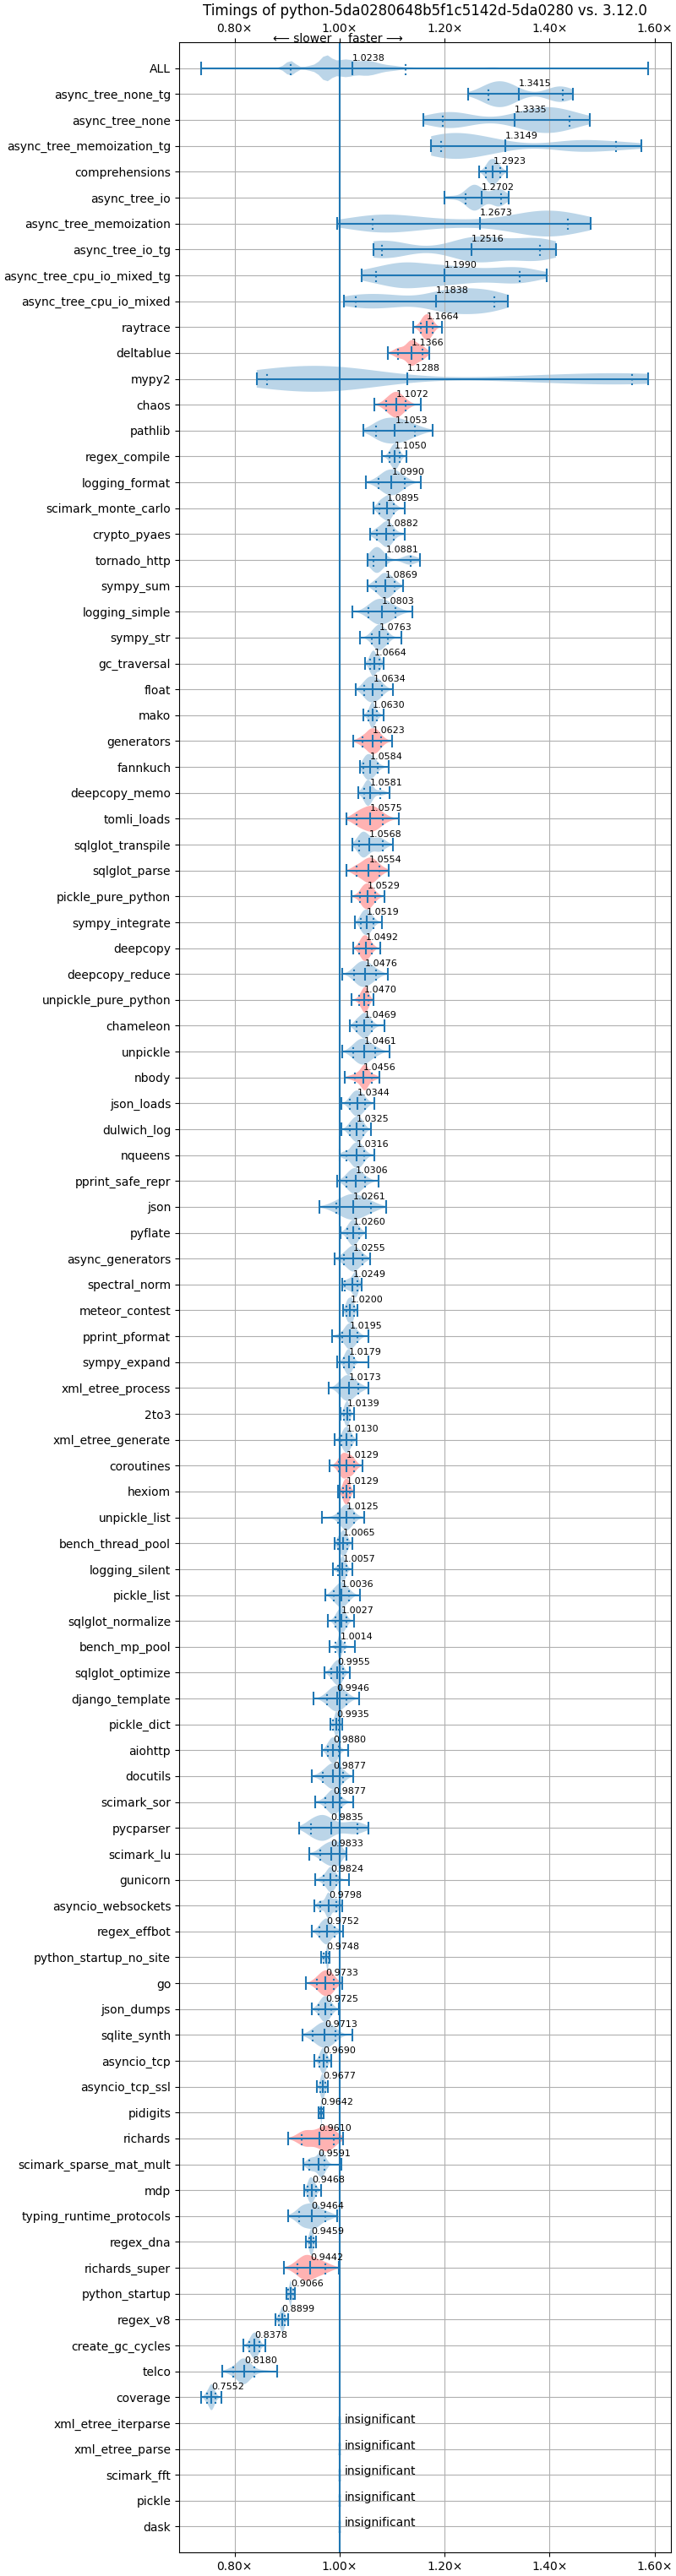 Timings of python-5da0280648b5f1c5142d-5da0280 vs. 3.12.0
0.80× 1.00× 1.20× 1.40× 1.60×
⟵ slower faster ⟶
ALL 1.0238
async_tree_none_tg 1.3415
async_tree_none 1.3335
async_tree_memoization_tg 1.3149
comprehensions 1.2923
async_tree_io 1.2702
async_tree_memoization 1.2673
async_tree_io_tg 1.2516
async_tree_cpu_io_mixed_tg 1.1990
async_tree_cpu_io_mixed 1.1838
raytrace 1.1664
deltablue 1.1366
mypy2 1.1288
chaos 1.1072
pathlib 1.1053
regex_compile 1.1050
logging_format 1.0990
scimark_monte_carlo 1.0895
crypto_pyaes 1.0882
tornado_http 1.0881
sympy_sum 1.0869
logging_simple 1.0803
sympy_str 1.0763
gc_traversal 1.0664
float 1.0634
mako 1.0630
generators 1.0623
fannkuch 1.0584
deepcopy_memo 1.0581
tomli_loads 1.0575
sqlglot_transpile 1.0568
sqlglot_parse 1.0554
pickle_pure_python 1.0529
sympy_integrate 1.0519
deepcopy 1.0492
deepcopy_reduce 1.0476
unpickle_pure_python 1.0470
chameleon 1.0469
unpickle 1.0461
nbody 1.0456
json_loads 1.0344
dulwich_log 1.0325
nqueens 1.0316
pprint_safe_repr 1.0306
json 1.0261
pyflate 1.0260
async_generators 1.0255
spectral_norm 1.0249
meteor_contest 1.0200
pprint_pformat 1.0195
sympy_expand 1.0179
xml_etree_process 1.0173
2to3 1.0139
xml_etree_generate 1.0130
coroutines 1.0129
hexiom 1.0129
unpickle_list 1.0125
bench_thread_pool 1.0065
logging_silent 1.0057
pickle_list 1.0036
sqlglot_normalize 1.0027
bench_mp_pool 1.0014
sqlglot_optimize 0.9955
django_template 0.9946
pickle_dict 0.9935
aiohttp 0.9880
docutils 0.9877
scimark_sor 0.9877
pycparser 0.9835
scimark_lu 0.9833
gunicorn 0.9824
asyncio_websockets 0.9798
regex_effbot 0.9752
python_startup_no_site 0.9748
go 0.9733
json_dumps 0.9725
sqlite_synth 0.9713
asyncio_tcp 0.9690
asyncio_tcp_ssl 0.9677
pidigits 0.9642
richards 0.9610
scimark_sparse_mat_mult 0.9591
mdp 0.9468
typing_runtime_protocols 0.9464
regex_dna 0.9459
richards_super 0.9442
python_startup 0.9066
regex_v8 0.8899
create_gc_cycles 0.8378
telco 0.8180
coverage 0.7552
xml_etree_iterparse insignificant
xml_etree_parse insignificant
scimark_fft insignificant
pickle insignificant
dask insignificant
0.80× 1.00× 1.20× 1.40× 1.60×